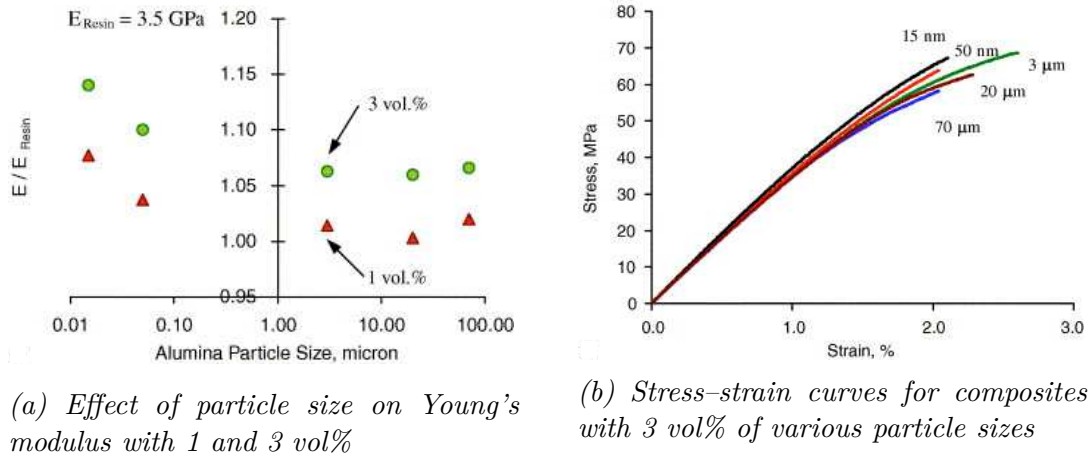 E Resin = 3.5 GPa
1.20
1.15
1.10
1.05
1.00
0.95
E / E Resin
3 vol.%
1 vol.%
0.01
0.10
1.00
10.00
100.00
Alumina Particle Size, micron
(a) Effect of particle size on Young's
modulus with 1 and 3 vol%
80
70
60
50
40
30
20
10
0
Stress, MPa
15 nm
50 nm
3 μm
20 μm
70 μm
0.0
1.0
2.0
3.0
Strain, %
(b) Stress–strain curves for composites
with 3 vol% of various particle sizes